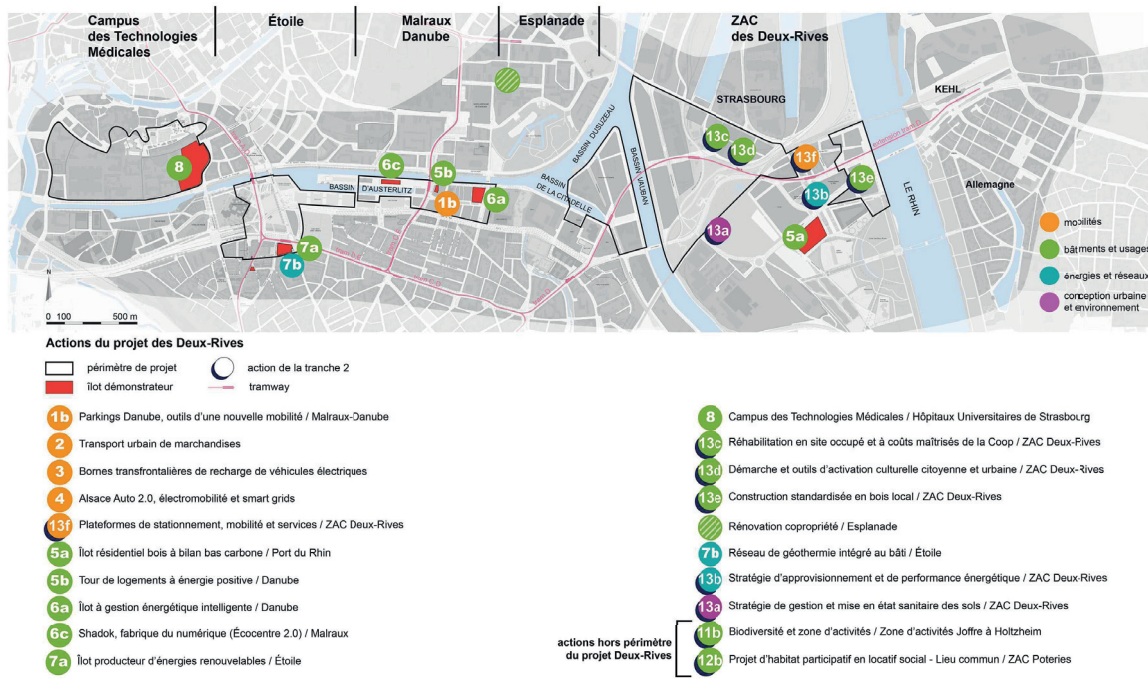 Campus
des Technologies
Médicales
Étoile
Malraux
Danube
Esplanade
ZAC
des Deux-Rives
STRASBOURG
KEHL
extension tram D
BASSIN DUSUZEAU
BASSIN VAUBAN
BASSIN
DE LA CITADELLE
BASSIN
D'AUSTERLITZ
LE RHIN
Allemagne
8
6c
5b
1b
6a
7a
7b
13c
13d
13f
13e
13b
13a
5a
mobilités
bâtments et usages
énergies et réseaux
conception urbaine
et environnement
N
0 100 500 m
Actions du projet des Deux-Rives
périmètre de projet
action de la tranche 2
îlot démonstrateur
tramway
1b Parkings Danube, outils d'une nouvelle mobilité / Malraux-Danube
2 Transport urbain de marchandises
3 Bornes transfrontalières de recharge de véhicules électriques
4 Alsace Auto 2.0, électromobilité et smart grids
13f Plateformes de stationnement, mobilité et services / ZAC Deux-Rives
5a Îlot résidentiel bois à bilan bas carbone / Port du Rhin
5b Tour de logements à énergie positive / Danube
6a Îlot à gestion énergétique intelligente / Danube
6c Shadok, fabrique du numérique (Écocentre 2.0) / Malraux
7a Îlot producteur d'énergies renouvelables / Étoile
8 Campus des Technologies Médicales / Hôpitaux Universitaires de Strasbourg
13c Réhabilitation en site occupé et à coûts maîtrisés de la Coop / ZAC Deux-Rives
13d Démarche et outils d'activation culturelle citoyenne et urbaine / ZAC Deux-Rives
13e Construction standardisée en bois local / ZAC Deux-Rives
Rénovation copropriété / Esplanade
7b Réseau de géothermie intégré au bâti / Étoile
13b Stratégie d'approvisionnement et de performance énergétique / ZAC Deux-Rives
13a Stratégie de gestion et mise en état sanitaire des sols / ZAC Deux-Rives
actions hors périmètre
du projet Deux-Rives
11b Biodiversité et zone d'activités / Zone d'activités Joffre à Holtzheim
12b Projet d'habitat participatif en locatif social - Lieu commun / ZAC Poteries